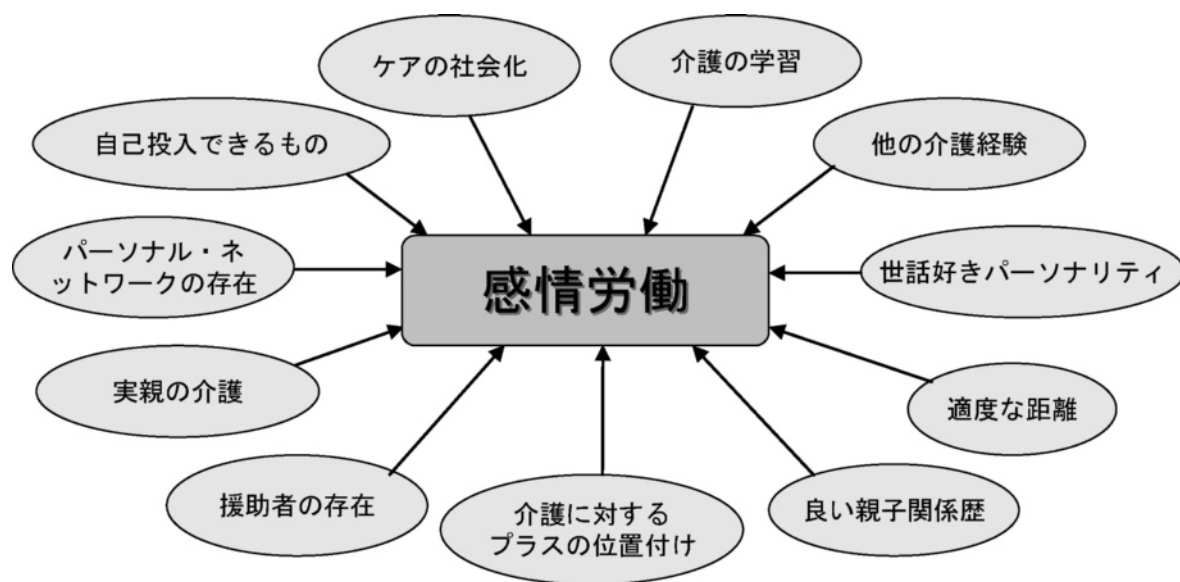 ケアの社会化
介護の学習
自己投入できるもの
他の介護経験
パーソナル・ネ
ットワークの存在
感情労働
世話好きパーソナリティ
実親の介護
適度な距離
援助者の存在
介護に対する
プラスの位置付け
良い親子関係歴